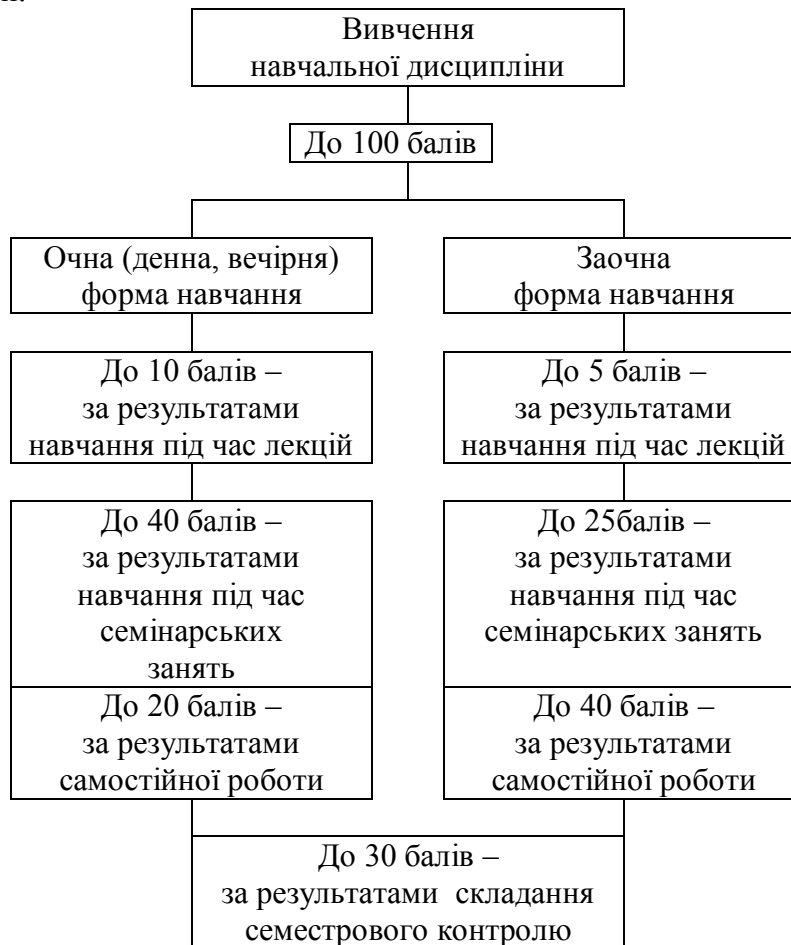 Вивчення
навчальної дисципліни
До 100 балів
Очна (денна, вечірня)
форма навчання
Заочна
форма навчання
До 10 балів –
за результатами
навчання під час лекцій
До 5 балів –
за результатами
навчання під час лекцій
До 40 балів –
за результатами
навчання під час
семінарських
занять
До 25балів –
за результатами
навчання під час
семінарських занять
До 20 балів –
за результатами
самостійної роботи
До 40 балів –
за результатами
самостійної роботи
До 30 балів –
за результатами складання
семестрового контролю